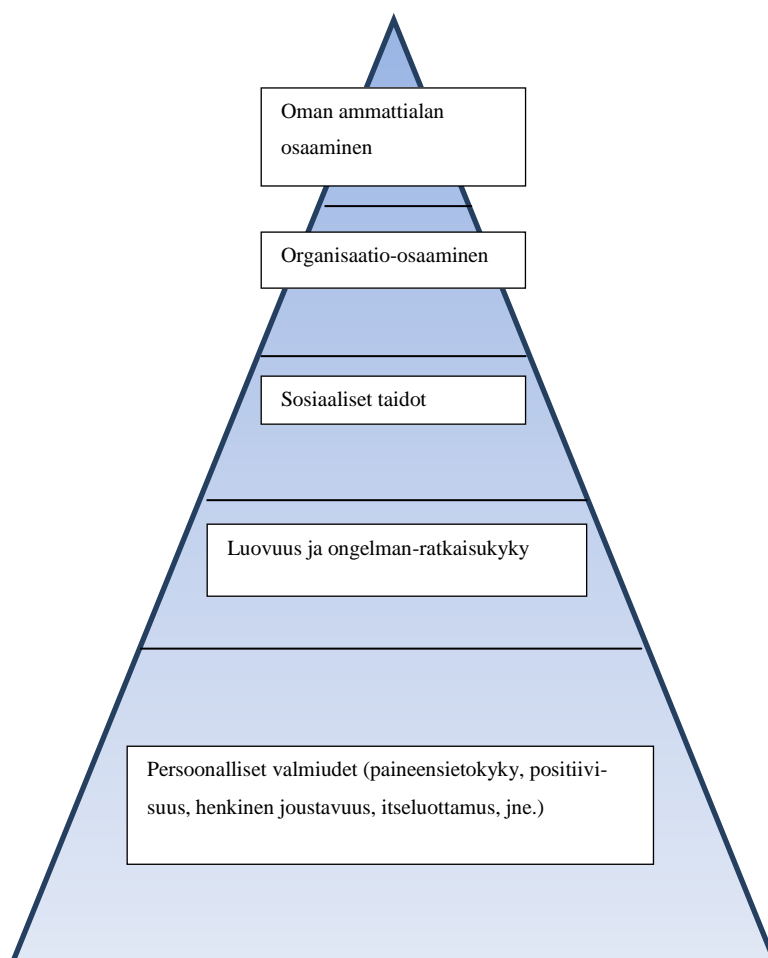 Oman ammattialan
osaaminen
Organisaatio-osaaminen
Sosiaaliset taidot
Luovuus ja ongelman-ratkaisukyky
Persoonalliset valmiudet (paineensietokyky, positiivi-
suus, henkinen joustavuus, itseluottamus, jne.)